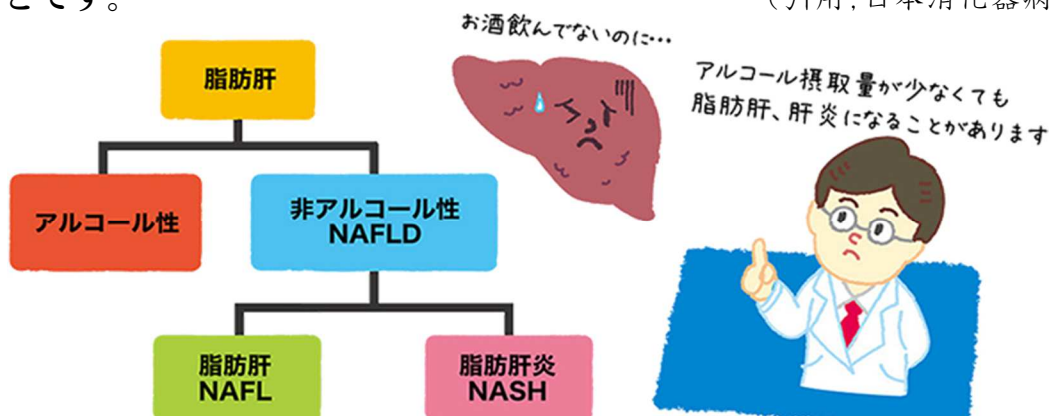 とです。
（引用；日本消化器病
お酒飲んでないのに…
アルコール摂取量が少なくても
脂肪肝、肝炎になることがあります
脂肪肝
アルコール性
非アルコール性
NAFLD
脂肪肝
NAFL
脂肪肝炎
NASH